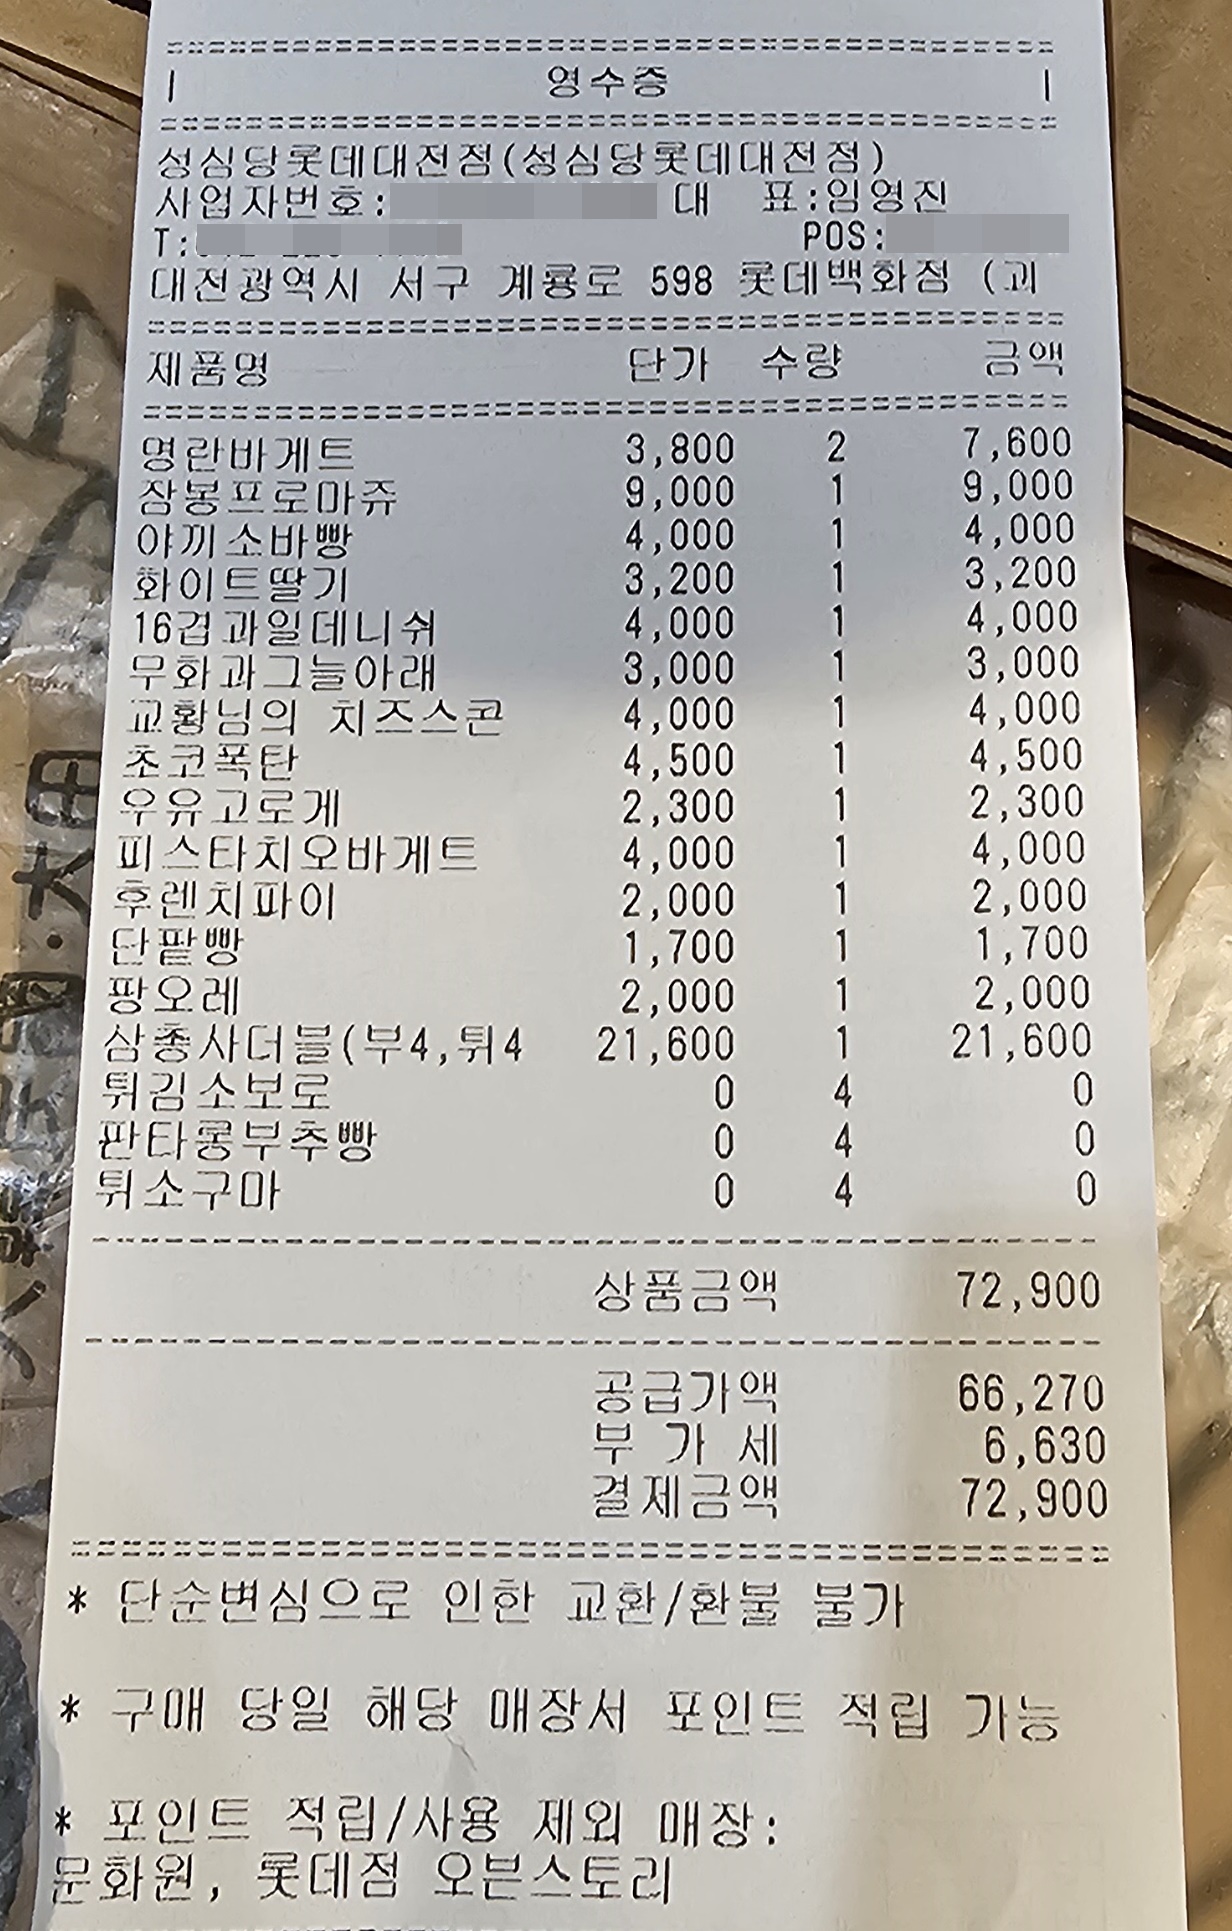 영수증
성심당롯데대전점(성심당롯데대전점)
사업자번호: 대 표:임영진
T: POS:
대전광역시 서구 계룡로 598 롯데백화점 (괴
제품명 단가 수량 금액
명란바게트 3,800 2 7,600
잠봉프로마쥬 9,000 1 9,000
야끼소바빵 4,000 1 4,000
화이트딸기 3,200 1 3,200
16겹과일데니쉬 4,000 1 4,000
무화과그늘아래 3,000 1 3,000
교황님의 치즈스콘 4,000 1 4,000
초코폭탄 4,500 1 4,500
우유고로게 2,300 1 2,300
피스타치오바게트 4,000 1 4,000
후렌치파이 2,000 1 2,000
단팥빵 1,700 1 1,700
팡오레 2,000 1 2,000
삼총사더블(부4,튀4 21,600 1 21,600
튀김소보로 0 4 0
판타롱부추빵 0 4 0
튀소구마 0 4 0
상품금액 72,900
공급가액 66,270
부 가 세 6,630
결제금액 72,900
* 단순변심으로 인한 교환/환불 불가
* 구매 당일 해당 매장서 포인트 적립 가능
* 포인트 적립/사용 제외 매장:
문화원, 롯데점 오븐스토리